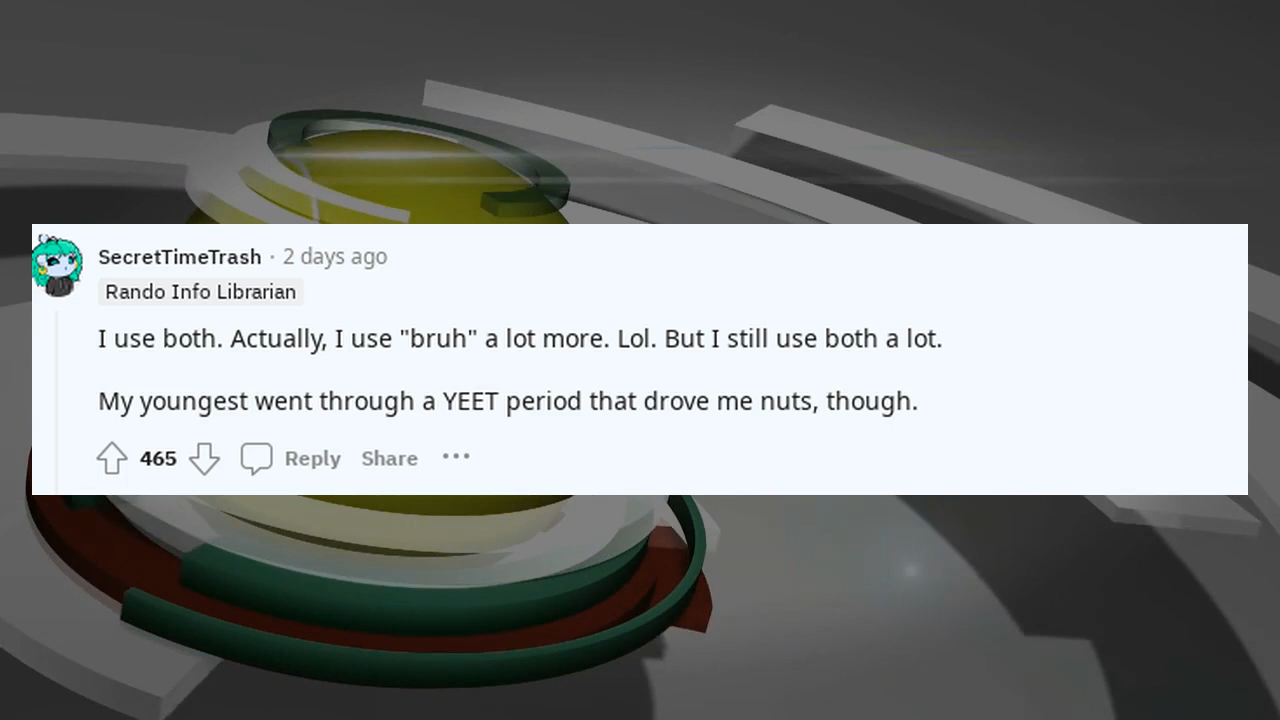 SecretTimeTrash · 2 days ago
Rando Info Librarian
I use both. Actually, I use "bruh" a lot more. Lol. But I still use both a lot.
My youngest went through a YEET period that drove me nuts, though.
465 Reply Share ···